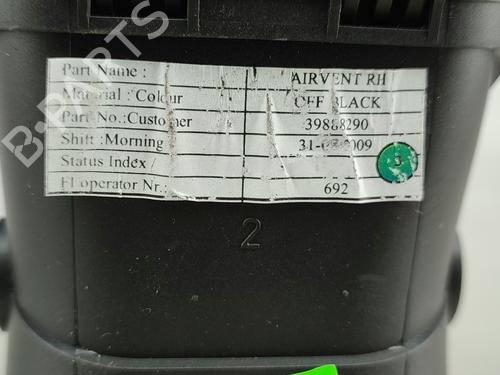 Part Name : AIRVENT RH
Material : Colour OFF BLACK
Part No.:Customer 39888290
Shift :Morning
Status Index /
FI operator Nr.: 692
2
B-Parts